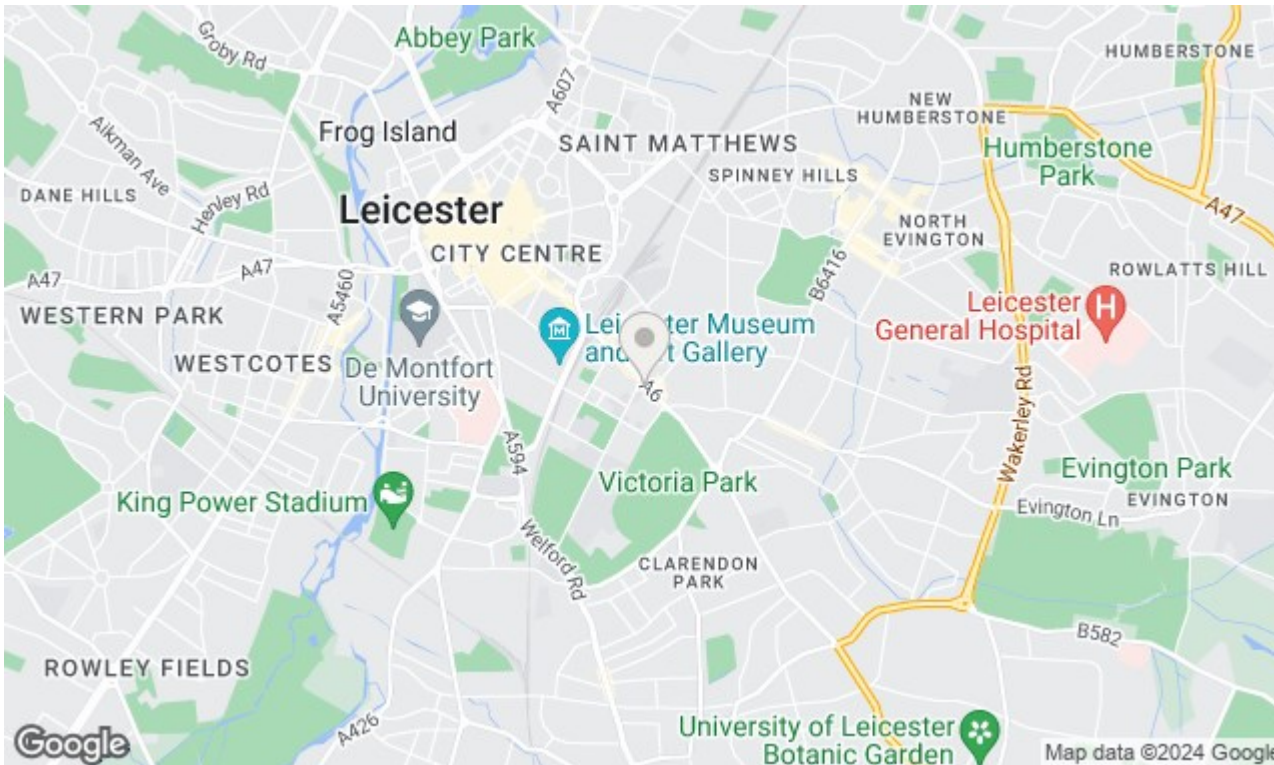 Groby Rd
Abbey Park
A607
HUMBERSTONE
Aikman Ave
Frog Island
SAINT MATTHEWS
NEW
HUMBERSTONE
Humberstone
Park
DANE HILLS
Henley Rd
SPINNEY HILLS
Leicester
NORTH
EVINGTON
A47
CITY CENTRE
A47
A47
A5460
B6416
ROWLATTS HILL
WESTERN PARK
Leicester
General Hospital
H
WESTCOTES
De Montfort
University
M
and
Gallery
A6
A594
Wakerley Rd
King Power Stadium
Victoria Park
Evington Park
EVINGTON
Evington Ln
Welford Rd
CLARENDON
PARK
B582
ROWLEY FIELDS
A426
University of Leicester
Botanic Garden
Google
Map data ©2024 Google